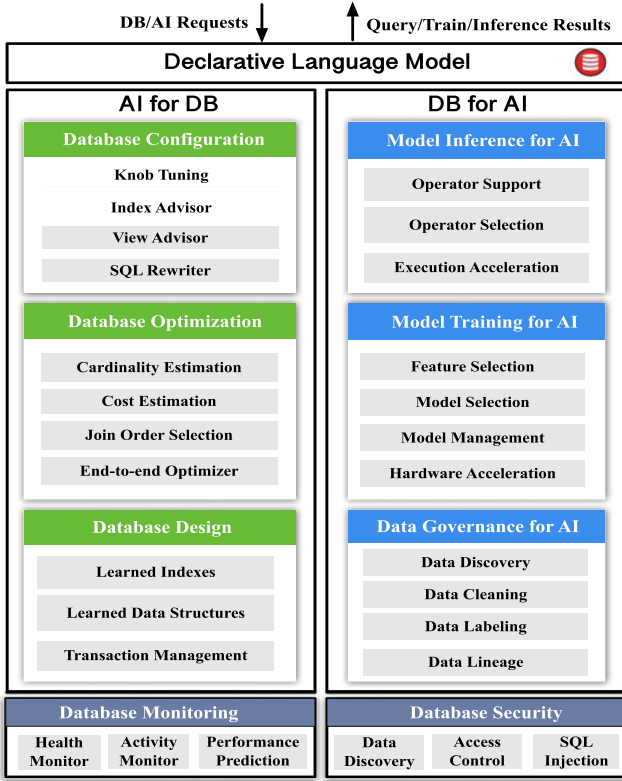 DB/AI Requests
Query/Train/Inference Results
Declarative Language Model
AI for DB
Database Configuration
Knob Tuning
Index Advisor
View Advisor
SQL Rewriter
Database Optimization
Cardinality Estimation
Cost Estimation
Join Order Selection
End-to-end Optimizer
Database Design
Learned Indexes
Learned Data Structures
Transaction Management
DB for AI
Model Inference for AI
Operator Support
Operator Selection
Execution Acceleration
Model Training for AI
Feature Selection
Model Selection
Model Management
Hardware Acceleration
Data Governance for AI
Data Discovery
Data Cleaning
Data Labeling
Data Lineage
Database Monitoring
Health
Monitor
Activity
Monitor
Performance
Prediction
Database Security
Data
Discovery
Access
Control
SQL
Injection